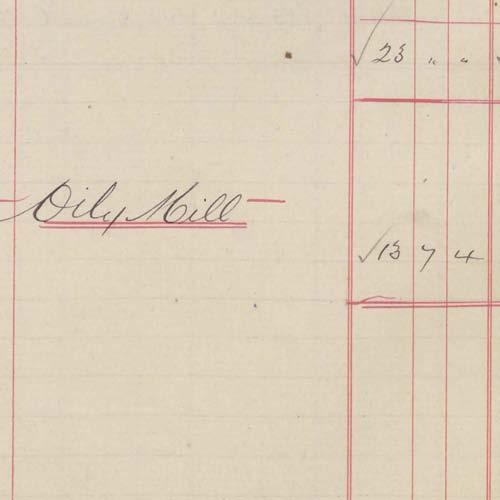 √ 23 " "
Oily Mill
√ 13 7 4